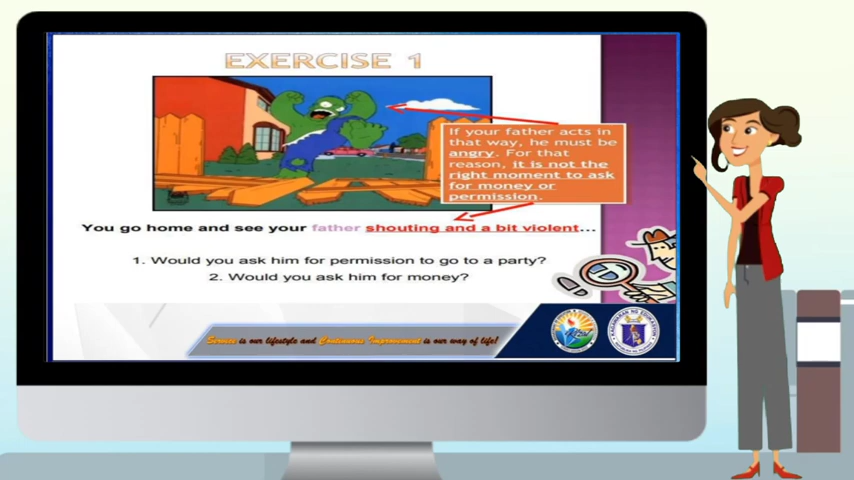 EXERCISE 1
If your father acts in
that way, he must be
angry. For that
reason, it is not the
right moment to ask
for money or
permission.
You go home and see your father shouting and a bit violent...
1. Would you ask him for permission to go to a party?
2. Would you ask him for money?
Service is our lifestyle and Continuous Improvement is our way of life!
KAGAWARAN NG EDUKASYON